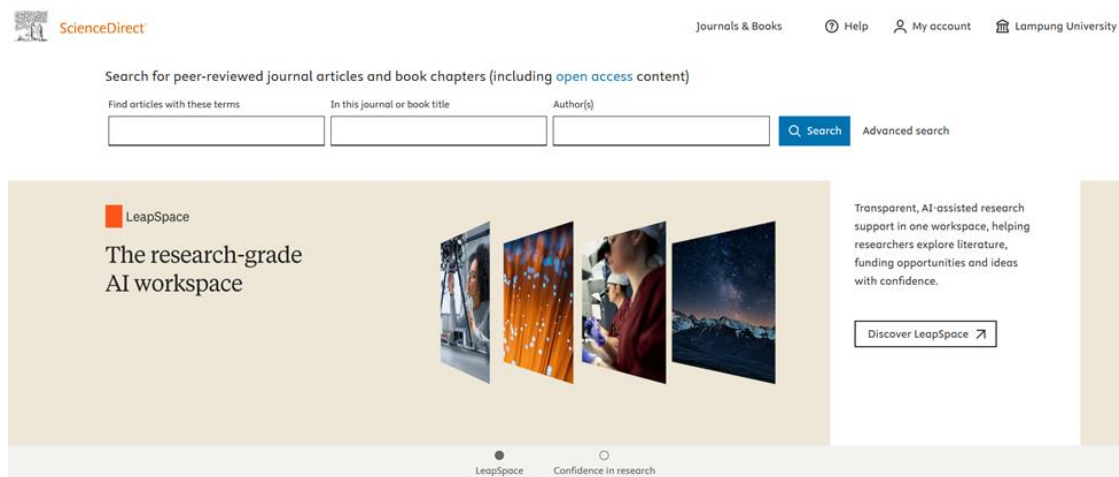 ScienceDirect
Journals & Books
Help
My account
Lampung University
Search for peer-reviewed journal articles and book chapters (including open access content)
Find articles with these terms
In this journal or book title
Author(s)
Search
Advanced search
LeapSpace
The research-grade
AI workspace
Transparent, AI-assisted research
support in one workspace, helping
researchers explore literature,
funding opportunities and ideas
with confidence.
Discover LeapSpace
LeapSpace
Confidence in research